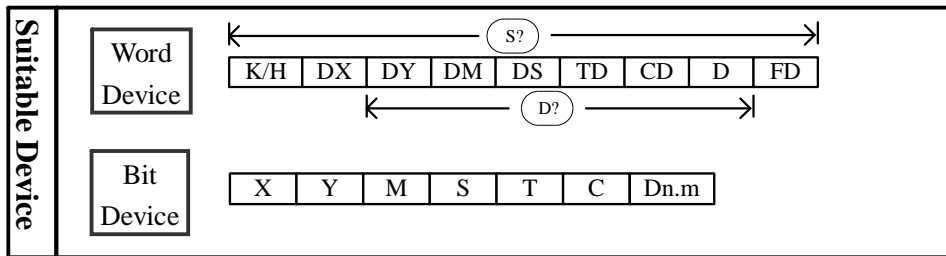 Suitable Device
Word
Device
S?
K/H DX DY DM DS TD CD D FD
D?
Bit
Device
X Y M S T C Dn.m